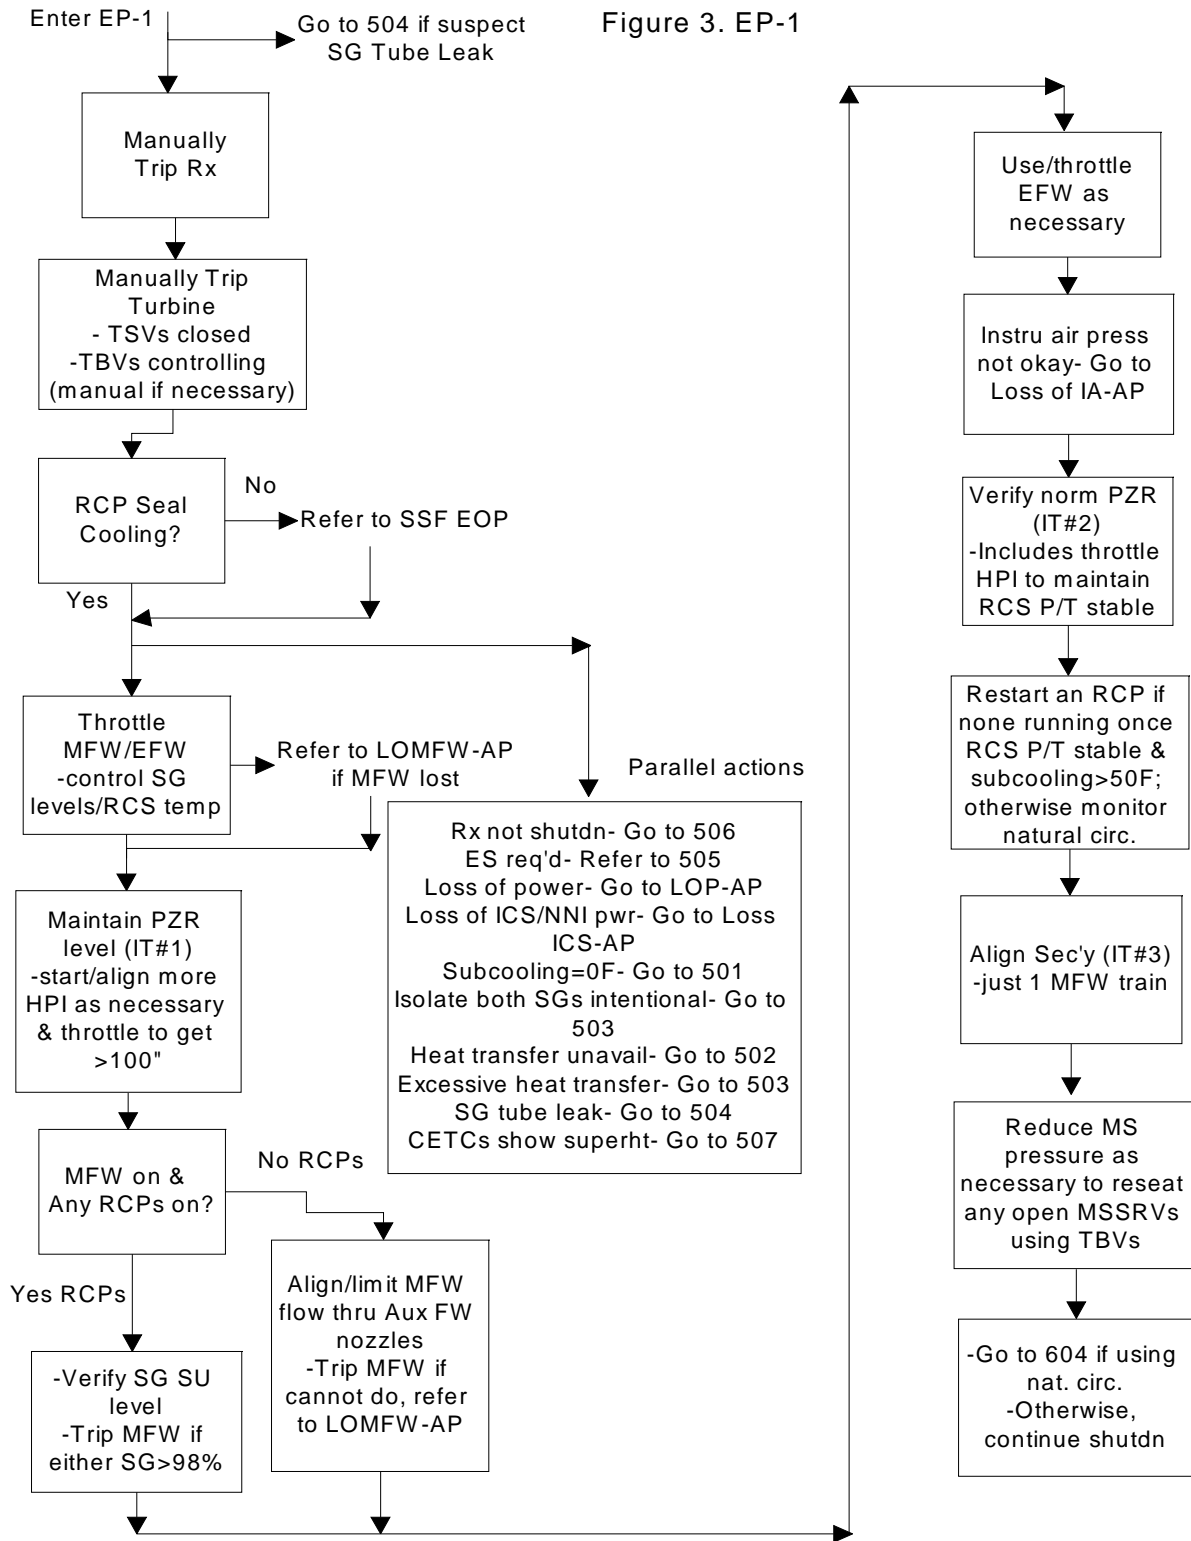 Enter EP-1
Go to 504 if suspect
SG Tube Leak
Figure 3. EP-1
Manually
Trip Rx
Manually Trip
Turbine
- TSVs closed
-TBVs controlling
(manual if necessary)
RCP Seal
Cooling?
No
Refer to SSF EOP
Yes
Throttle
MFW/EFW
-control SG
levels/RCS temp
Refer to LOMFW-AP
if MFW lost
Parallel actions
Rx not shutdn- Go to 506
ES req'd- Refer to 505
Loss of power- Go to LOP-AP
Loss of ICS/NNI pwr- Go to Loss
ICS-AP
Subcooling=0F- Go to 501
Isolate both SGs intentional- Go to
503
Heat transfer unavail- Go to 502
Excessive heat transfer- Go to 503
SG tube leak- Go to 504
CETCs show superht- Go to 507
Maintain PZR
level (IT#1)
-start/align more
HPI as necessary
& throttle to get
>100"
MFW on &
Any RCPs on?
No RCPs
Yes RCPs
Align/limit MFW
flow thru Aux FW
nozzles
-Trip MFW if
cannot do, refer
to LOMFW-AP
-Verify SG SU
level
-Trip MFW if
either SG>98%
Use/throttle
EFW as
necessary
Instru air press
not okay- Go to
Loss of IA-AP
Verify norm PZR
(IT#2)
-Includes throttle
HPI to maintain
RCS P/T stable
Restart an RCP if
none running once
RCS P/T stable &
subcooling>50F;
otherwise monitor
natural circ.
Align Sec'y (IT#3)
-just 1 MFW train
Reduce MS
pressure as
necessary to reseat
any open MSSRVs
using TBVs
-Go to 604 if using
nat. circ.
-Otherwise,
continue shutdn